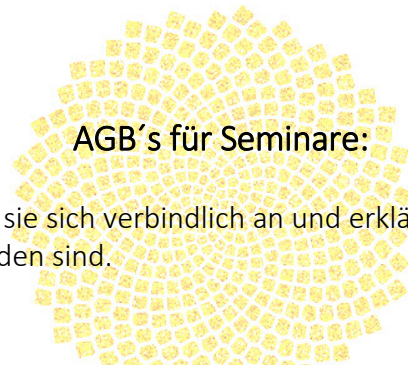 AGB´s für Seminare:
sie sich verbindlich an und erklä
den sind.